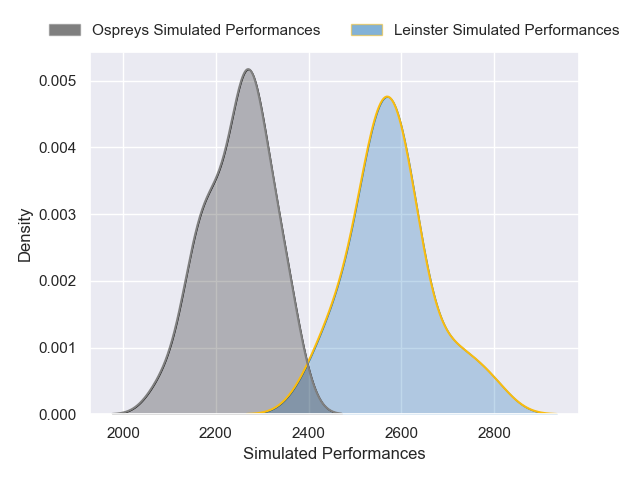 Ospreys Simulated Performances Leinster Simulated Performances
0.005
0.004
0.003
0.002
0.001
0.000
Density
2000 2200 2400 2600 2800
Simulated Performances